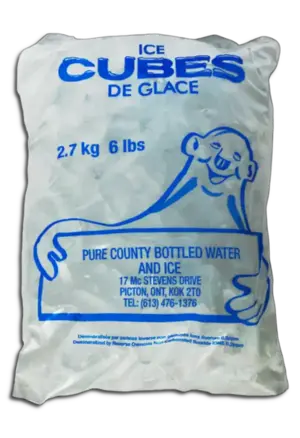 ICE
CUBES
DE GLACE
2.7 kg 6 lbs
PURE COUNTY BOTTLED WATER
AND ICE
17 Mc STEVENS DRIVE
PICTON, ONT, K0K 2T0
TEL: (613) 476-1376